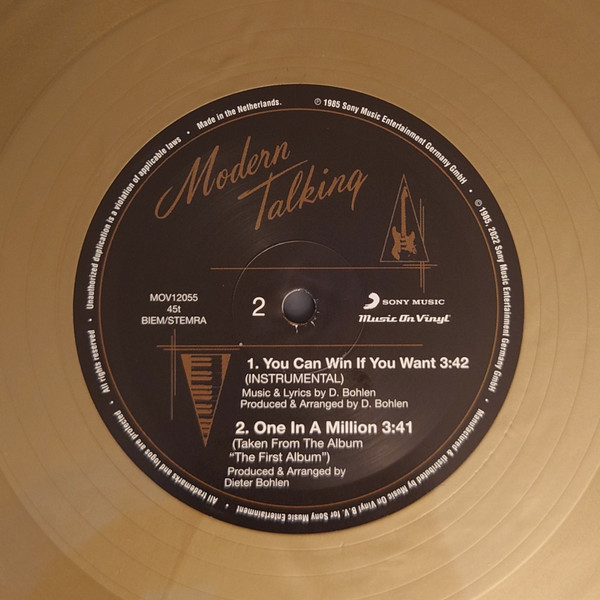 Modern
Talking
MOV12055
45t
BIEM/STEMRA
2
SONY MUSIC
Music On Vinyl
1. You Can Win If You Want 3:42
(INSTRUMENTAL)
Music & Lyrics by D. Bohlen
Produced & Arranged by D. Bohlen
2. One In A Million 3:41
(Taken From The Album
“The First Album”)
Produced & Arranged by
Dieter Bohlen
℗ 1985 Sony Music Entertainment Germany GmbH • © 1985, 2022 Sony Music Entertainment Germany GmbH • Manufactured & distributed by Music On Vinyl B.V. for Sony Music Entertainment • All trademarks and logos are protected • All rights reserved • Unauthorized duplication is a violation of applicable laws • Made in the Netherlands.